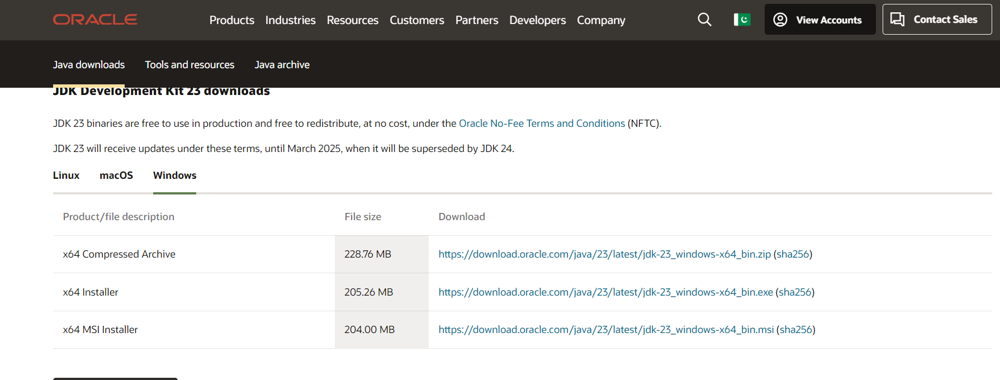 ORACLE Products Industries Resources Customers Partners Developers Company View Accounts Contact Sales
Java downloads Tools and resources Java archive
JDK Development Kit 23 downloads
JDK 23 binaries are free to use in production and free to redistribute, at no cost, under the Oracle No-Fee Terms and Conditions (NFTC).
JDK 23 will receive updates under these terms, until March 2025, when it will be superseded by JDK 24.
Linux macOS Windows
Product/file description File size Download
x64 Compressed Archive 228.76 MB https://download.oracle.com/java/23/latest/jdk-23_windows-x64_bin.zip (sha256)
x64 Installer 205.26 MB https://download.oracle.com/java/23/latest/jdk-23_windows-x64_bin.exe (sha256)
x64 MSI Installer 204.00 MB https://download.oracle.com/java/23/latest/jdk-23_windows-x64_bin.msi (sha256)